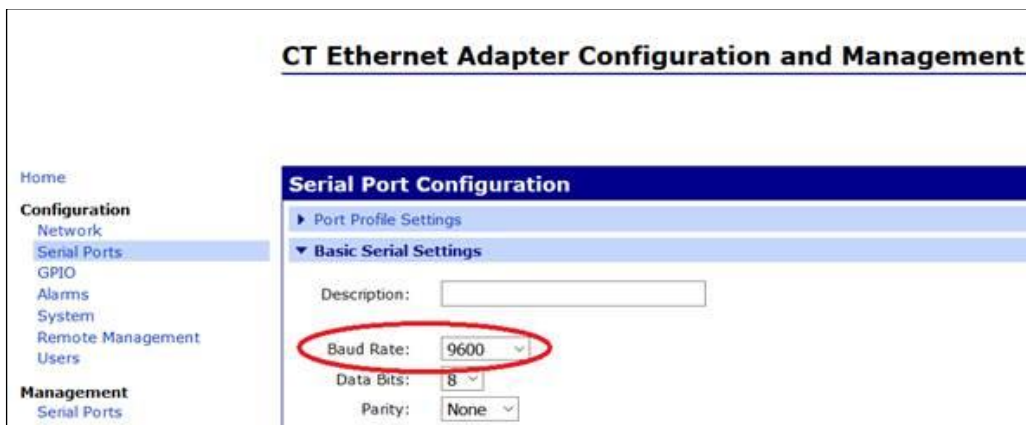 CT Ethernet Adapter Configuration and Management
Home
Configuration
Network
Serial Ports
GPIO
Alarms
System
Remote Management
Users
Management
Serial Ports
Serial Port Configuration
Port Profile Settings
Basic Serial Settings
Description:
Baud Rate: 9600
Data Bits: 8
Parity: None